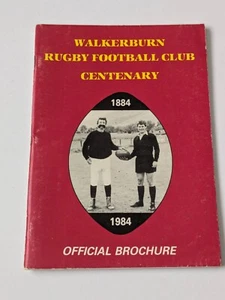 WALKERBURN
RUGBY FOOTBALL CLUB
CENTENARY
1884
1984
OFFICIAL BROCHURE